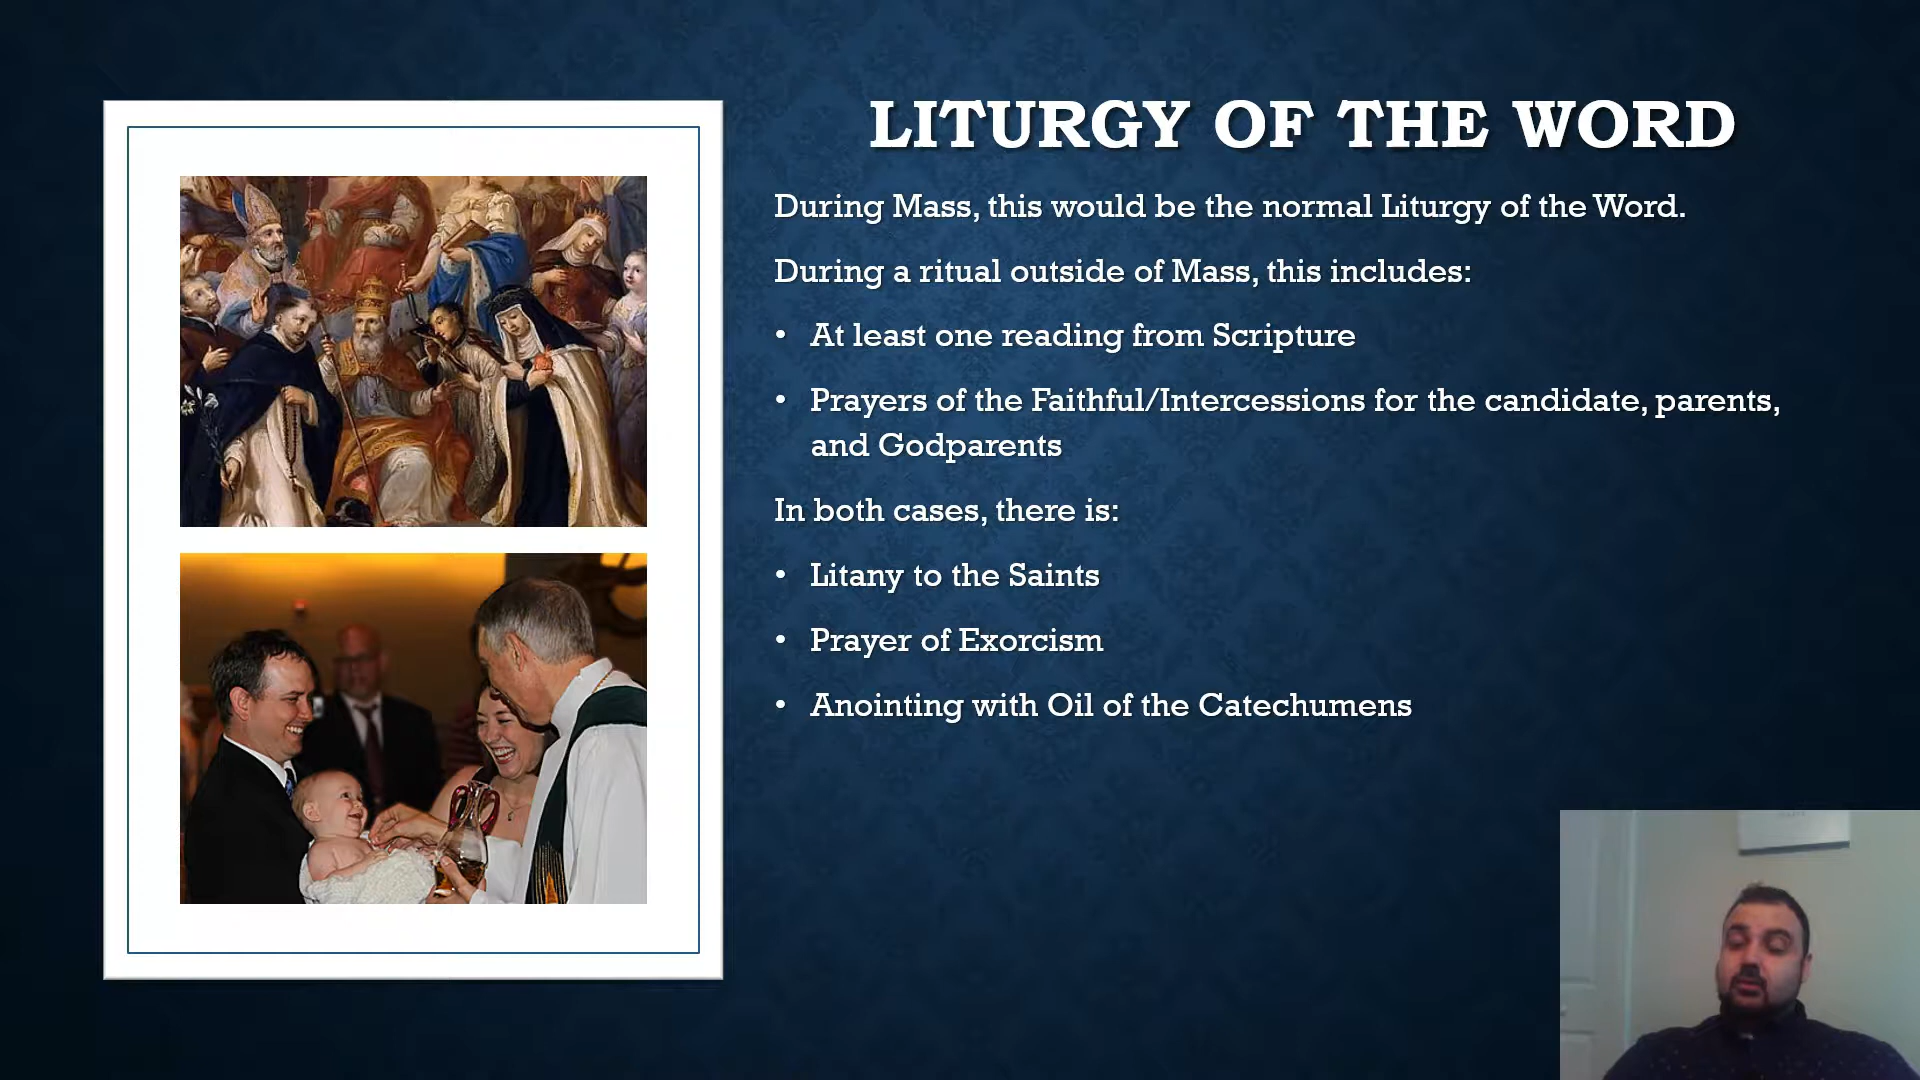 LITURGY OF THE WORD
During Mass, this would be the normal Liturgy of the Word.
During a ritual outside of Mass, this includes:
• At least one reading from Scripture
• Prayers of the Faithful/Intercessions for the candidate, parents,
and Godparents
In both cases, there is:
• Litany to the Saints
• Prayer of Exorcism
• Anointing with Oil of the Catechumens